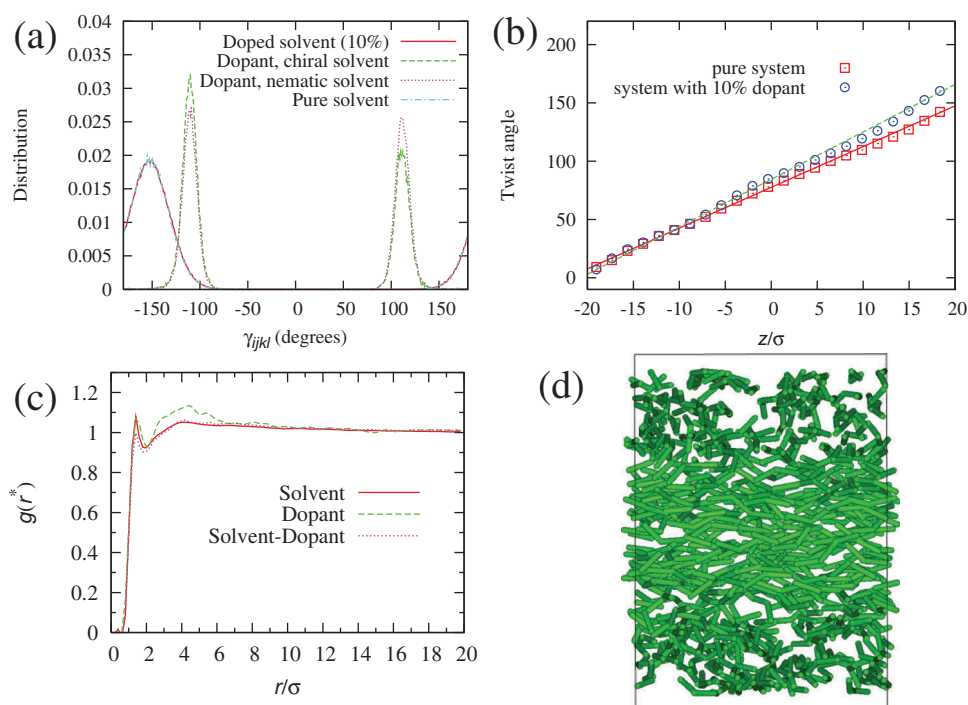 (a)
0.04
0.035
0.03
0.025
0.02
0.015
0.01
0.005
0
Distribution
Doped solvent (10%)
Dopant, chiral solvent
Dopant, nematic solvent
Pure solvent
-150 -100 -50 0 50 100 150
γijkl (degrees)
(b)
200
150
100
50
0
Twist angle
pure system
system with 10% dopant
-20 -15 -10 -5 0 5 10 15 20
z/σ
(c)
1.2
1
0.8
0.6
0.4
0.2
0
g(r*)
Solvent
Dopant
Solvent-Dopant
0 2 4 6 8 10 12 14 16 18 20
r/σ
(d)